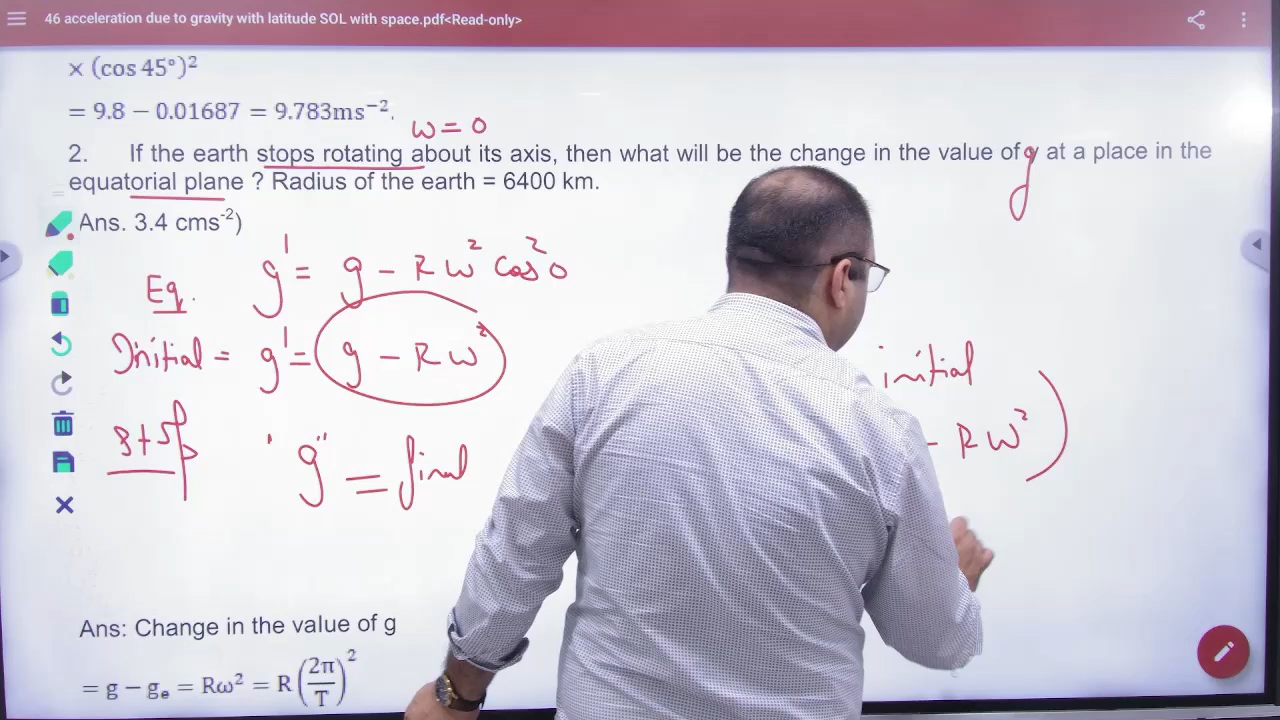 46 acceleration due to gravity with latitude SOL with space.pdf<Read-only>
× (cos 45°)²
= 9.8 − 0.01687 = 9.783ms⁻².
ω = 0
2. If the earth stops rotating about its axis, then what will be the change in the value of g at a place in the
equatorial plane ? Radius of the earth = 6400 km.
Ans. 3.4 cms⁻²)
Eq. g' = g − Rω² Cos² 0
Initial = g' = g − Rω²
initial
− Rω² )
Stop g'' = final
Ans: Change in the value of g
= g − gₑ = Rω² = R(2π/T)²